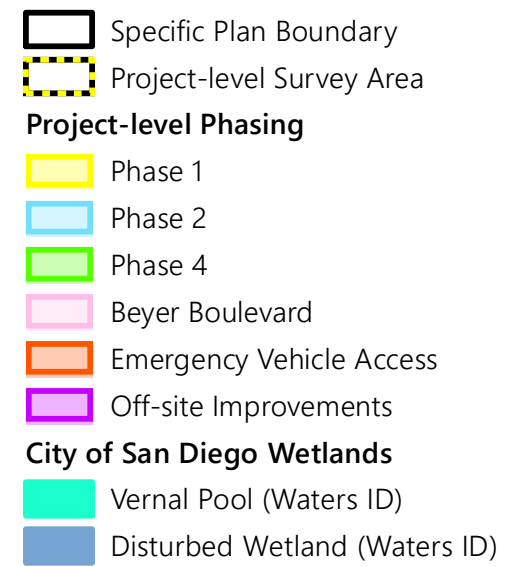 Specific Plan Boundary
Project-level Survey Area
Project-level Phasing
Phase 1
Phase 2
Phase 4
Beyer Boulevard
Emergency Vehicle Access
Off-site Improvements
City of San Diego Wetlands
Vernal Pool (Waters ID)
Disturbed Wetland (Waters ID)